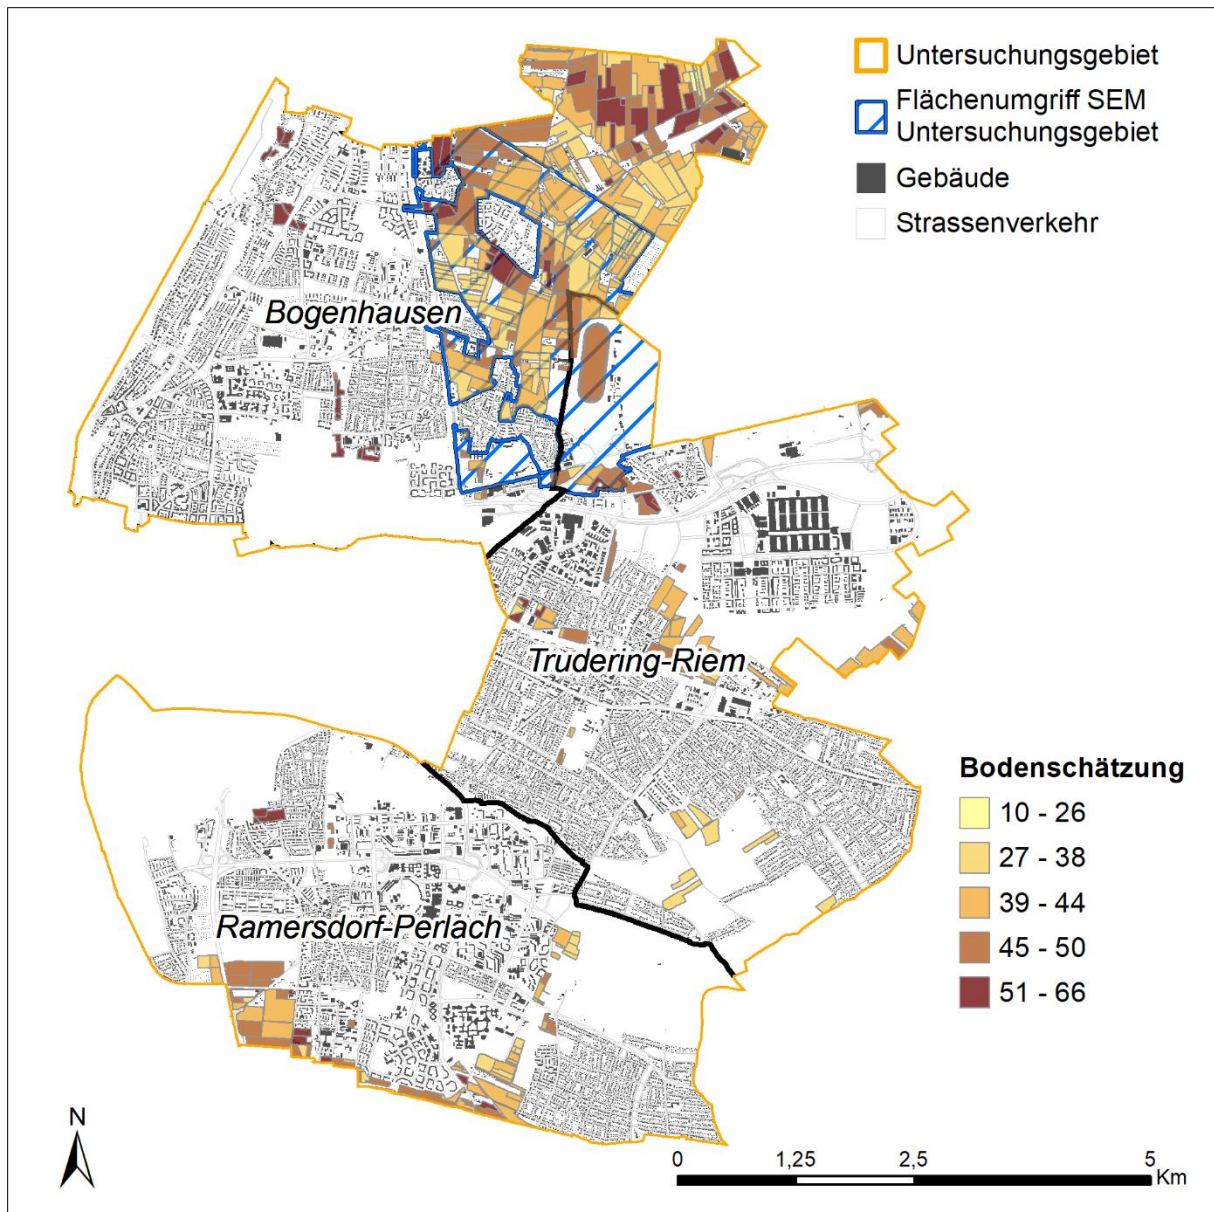 Untersuchungsgebiet
Flächenumgriff SEM
Untersuchungsgebiet
Gebäude
Strassenverkehr
Bogenhausen
Trudering-Riem
Ramersdorf-Perlach
Bodenschätzung
10 - 26
27 - 38
39 - 44
45 - 50
51 - 66
N
0 1,25 2,5 5
Km